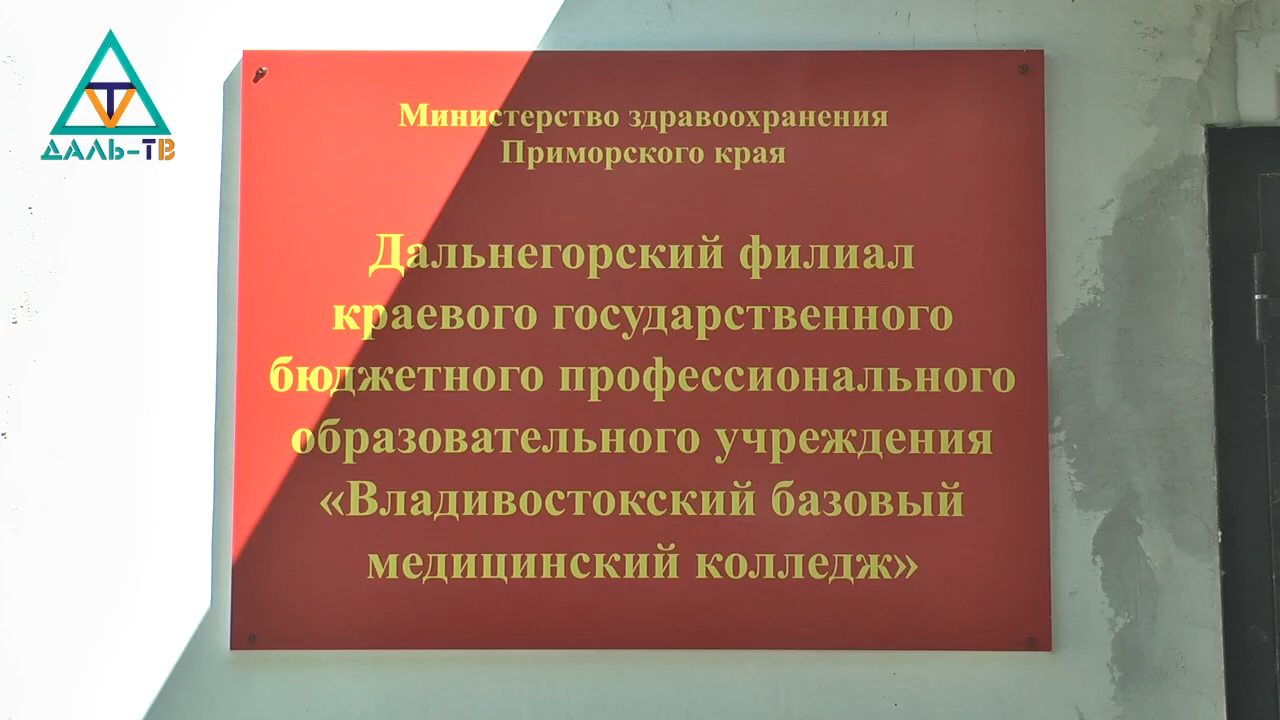 ДАЛЬ-ТВ
Министерство здравоохранения
Приморского края
Дальнегорский филиал
краевого государственного
бюджетного профессионального
образовательного учреждения
«Владивостокский базовый
медицинский колледж»